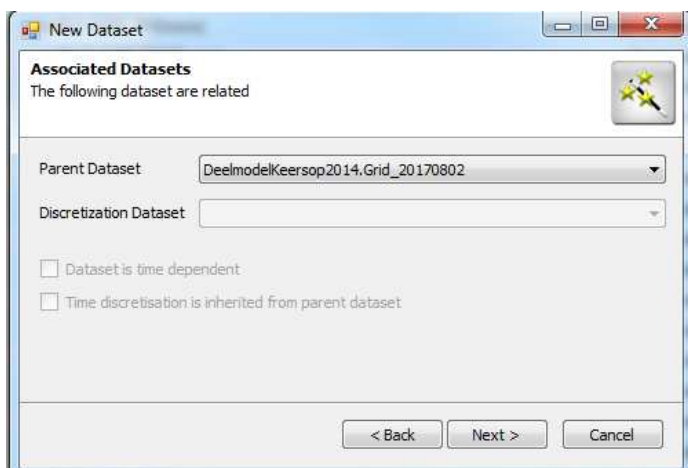 New Dataset
Associated Datasets
The following dataset are related
Parent Dataset
DeelmodelKeersop2014.Grid_20170802
Discretization Dataset
Dataset is time dependent
Time discretisation is inherited from parent dataset
< Back
Next >
Cancel